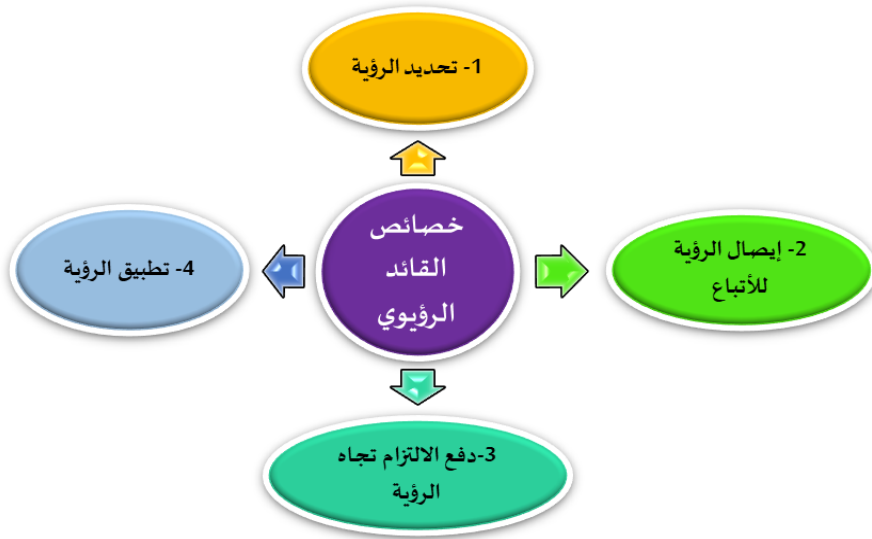 خصائص
القائد
الرؤيوي
1- تحديد الرؤية
2- إيصال الرؤية
للأتباع
3-دفع الالتزام تجاه
الرؤية
4- تطبيق الرؤية